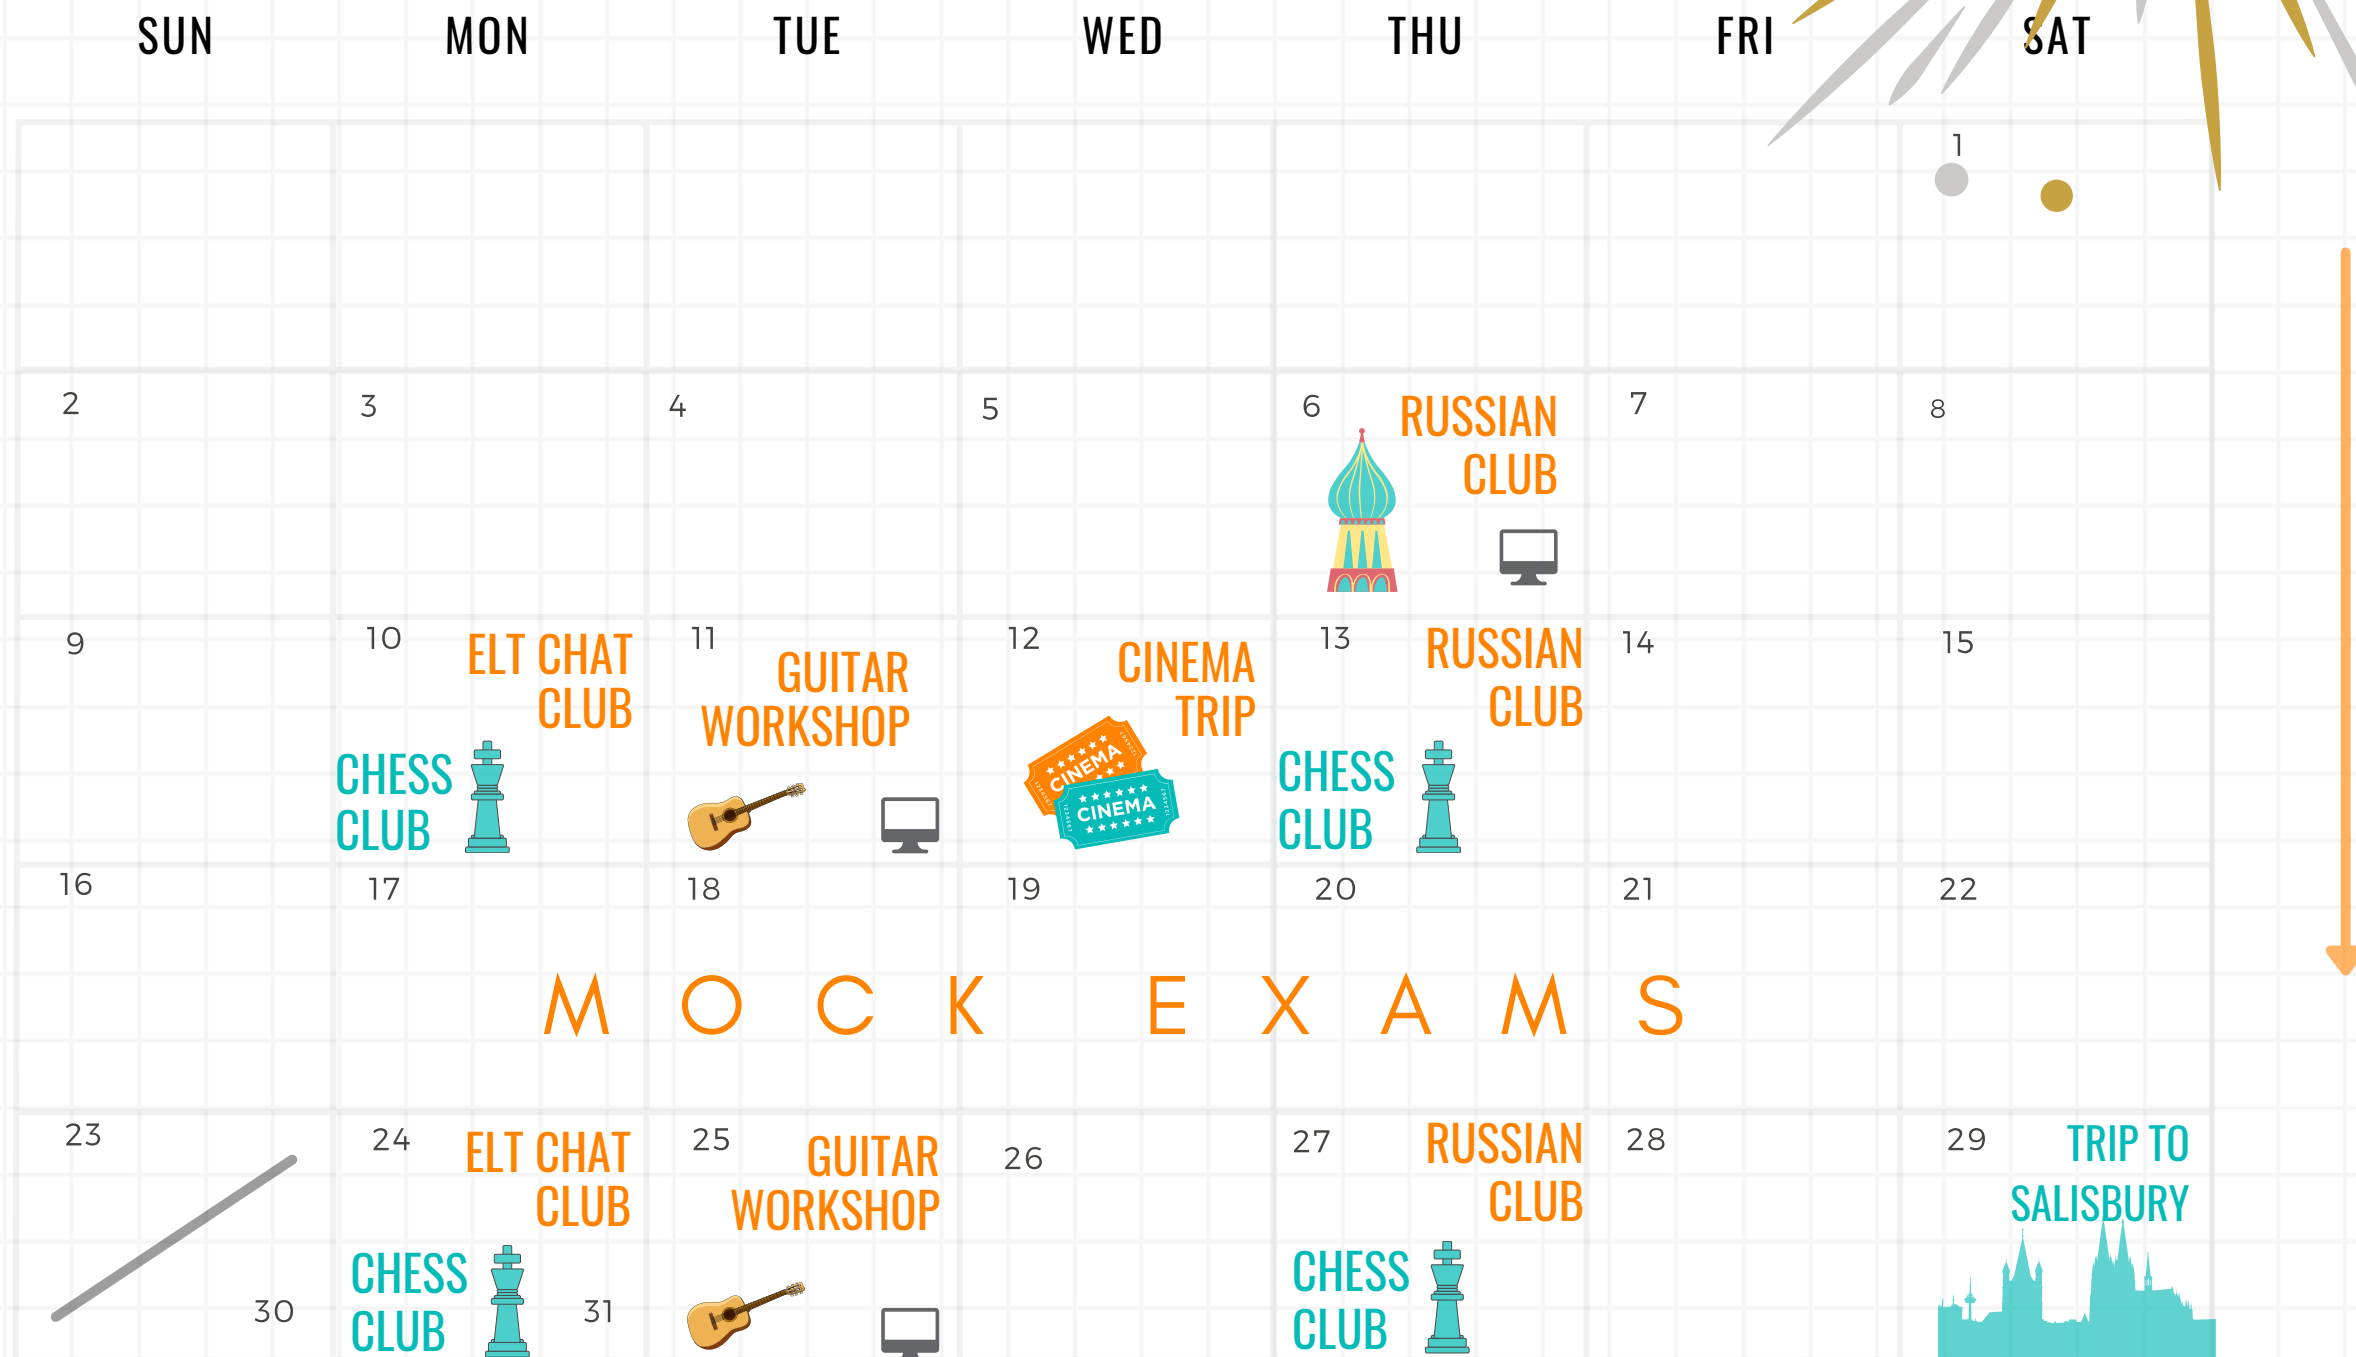 SUN MON TUE WED THU FRI SAT
1
2 3 4 5 6 7 8
RUSSIAN
CLUB
9 10 11 12 13 14 15
ELT CHAT
CLUB
CHESS
CLUB
GUITAR
WORKSHOP
CINEMA
TRIP
CINEMA
CINEMA
RUSSIAN
CLUB
CHESS
CLUB
16 17 18 19 20 21 22
MOCK EXAMS
23 24 25 26 27 28 29
30
ELT CHAT
CLUB
CHESS
CLUB
31
GUITAR
WORKSHOP
RUSSIAN
CLUB
CHESS
CLUB
TRIP TO
SALISBURY